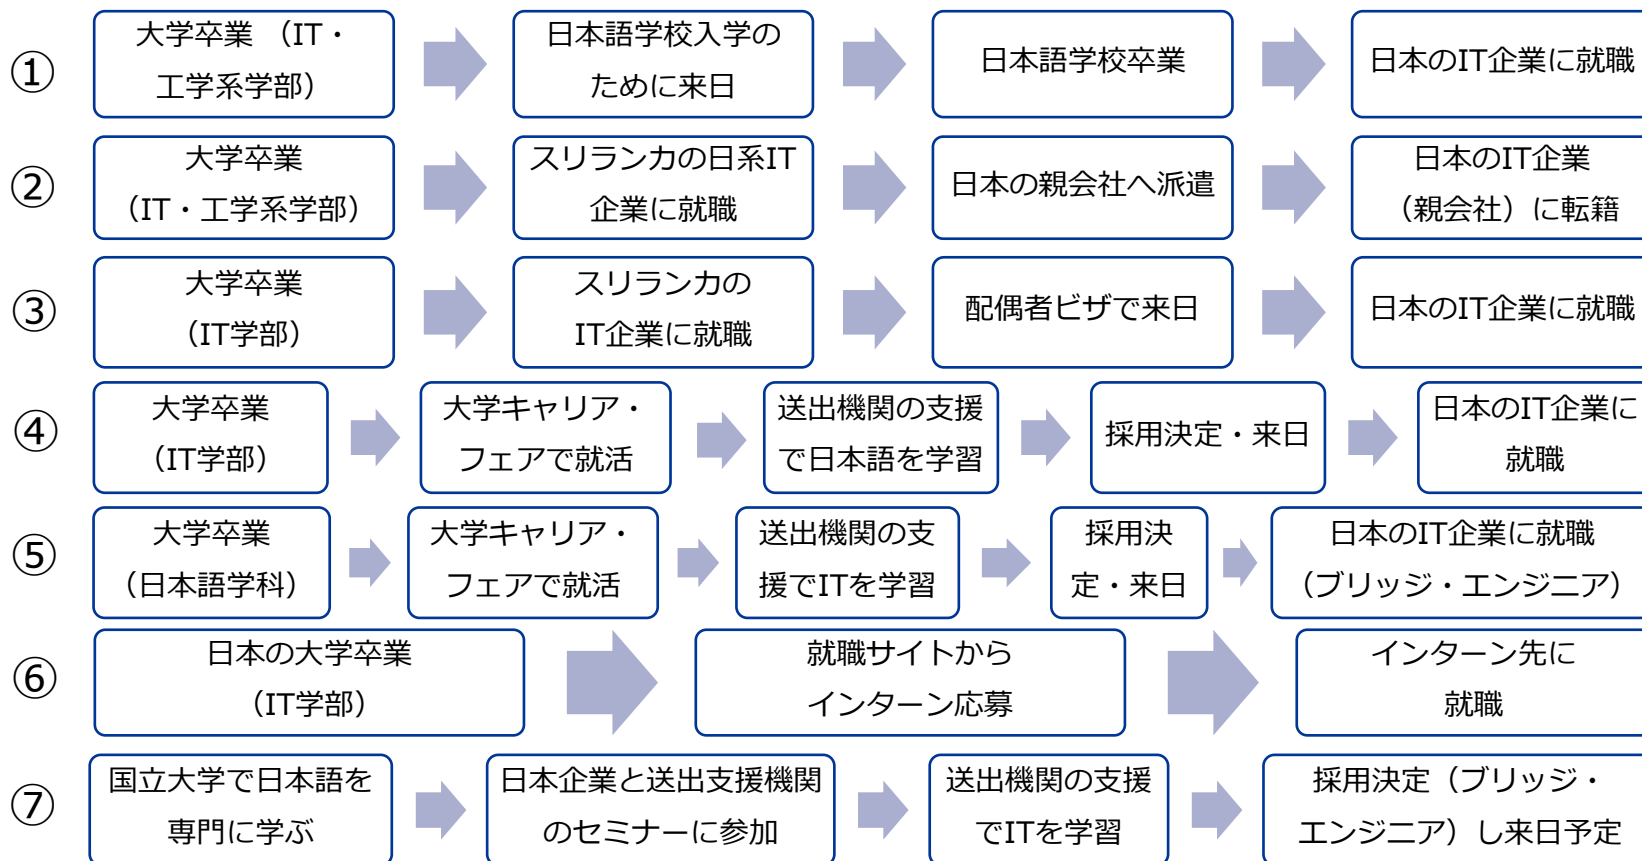 ①
大学卒業 （IT・
工学系学部）
日本語学校入学の
ために来日
日本語学校卒業
日本のIT企業に就職
②
大学卒業
（IT・工学系学部）
スリランカの日系IT
企業に就職
日本の親会社へ派遣
日本のIT企業
（親会社）に転籍
③
大学卒業
（IT学部）
スリランカの
IT企業に就職
配偶者ビザで来日
日本のIT企業に就職
④
大学卒業
（IT学部）
大学キャリア・
フェアで就活
送出機関の支援
で日本語を学習
採用決定・来日
日本のIT企業に
就職
⑤
大学卒業
（日本語学科）
大学キャリア・
フェアで就活
送出機関の支
援でITを学習
採用決
定・来日
日本のIT企業に就職
（ブリッジ・エンジニア）
⑥
日本の大学卒業
（IT学部）
就職サイトから
インターン応募
インターン先に
就職
⑦
国立大学で日本語を
専門に学ぶ
日本企業と送出支援機関
のセミナーに参加
送出機関の支援
でITを学習
採用決定（ブリッジ・
エンジニア）し来日予定